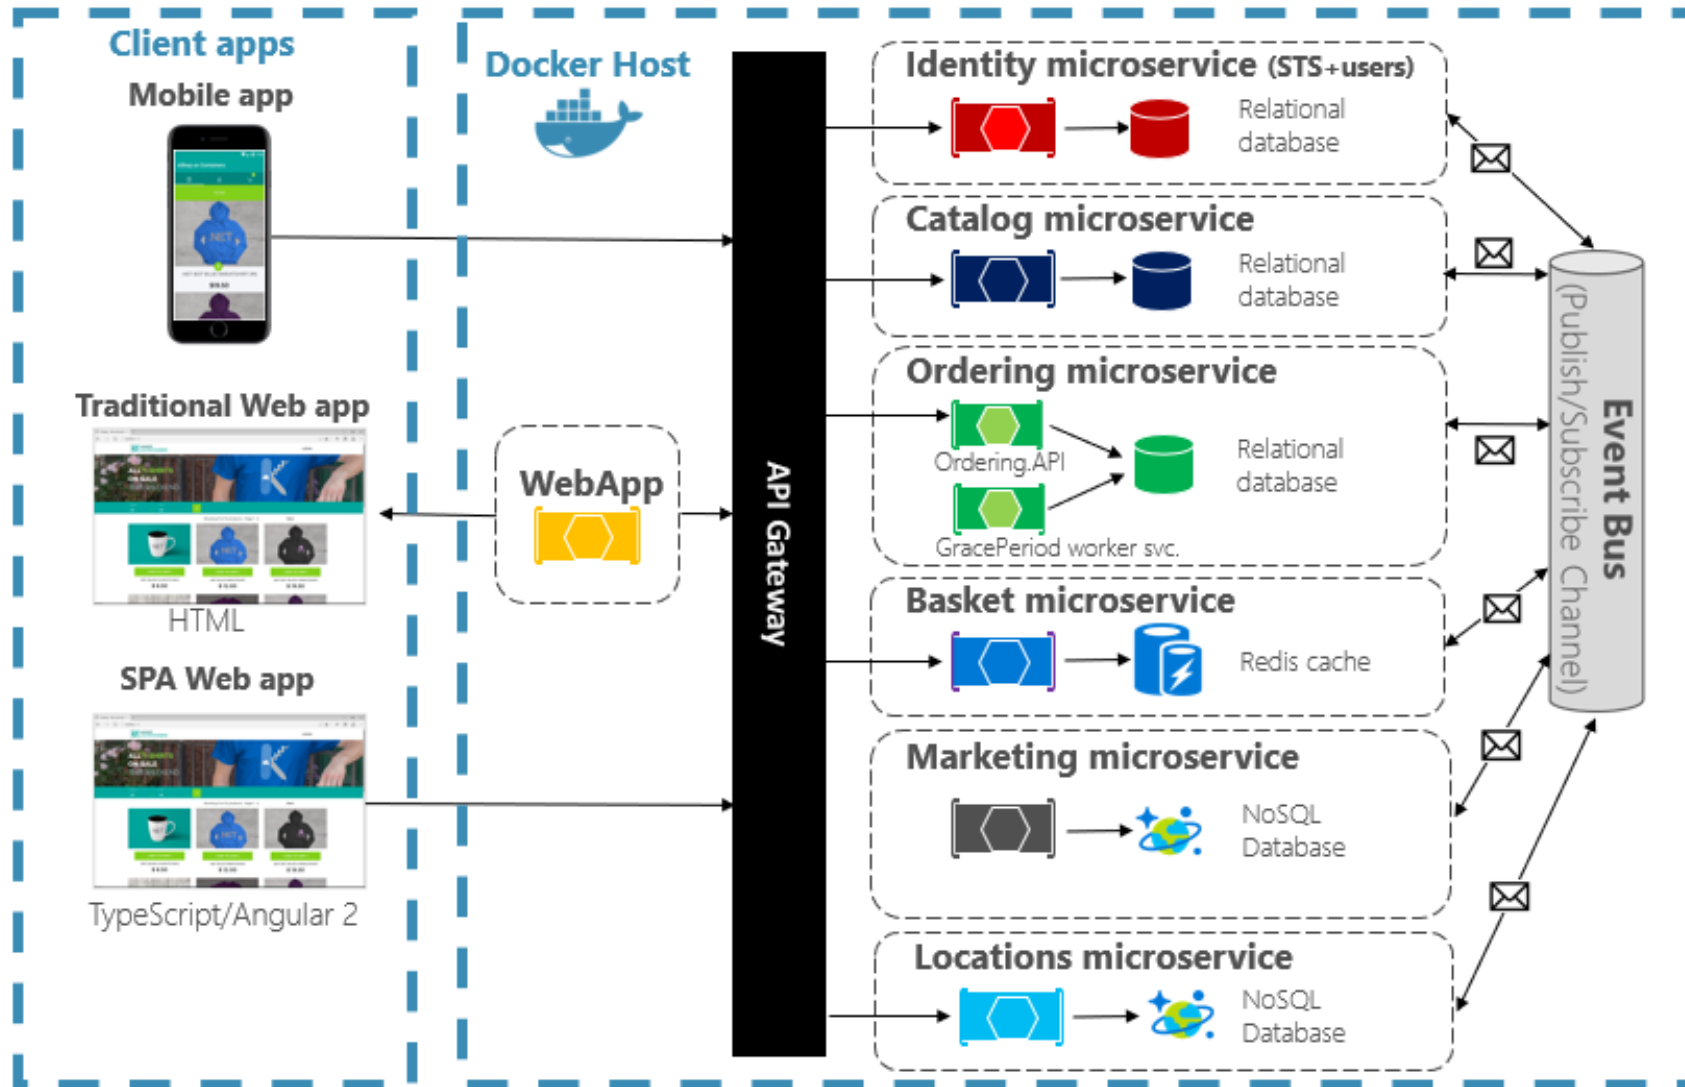 Client apps
Mobile app
$19.50
Traditional Web app
HTML
SPA Web app
TypeScript/Angular 2
Docker Host
WebApp
API Gateway
Identity microservice (STS+users)
Relational
database
Catalog microservice
Relational
database
Ordering microservice
Ordering.API
GracePeriod worker svc.
Relational
database
Basket microservice
Redis cache
Marketing microservice
NoSQL
Database
Locations microservice
NoSQL
Database
Event Bus
(Publish/Subscribe Channel)